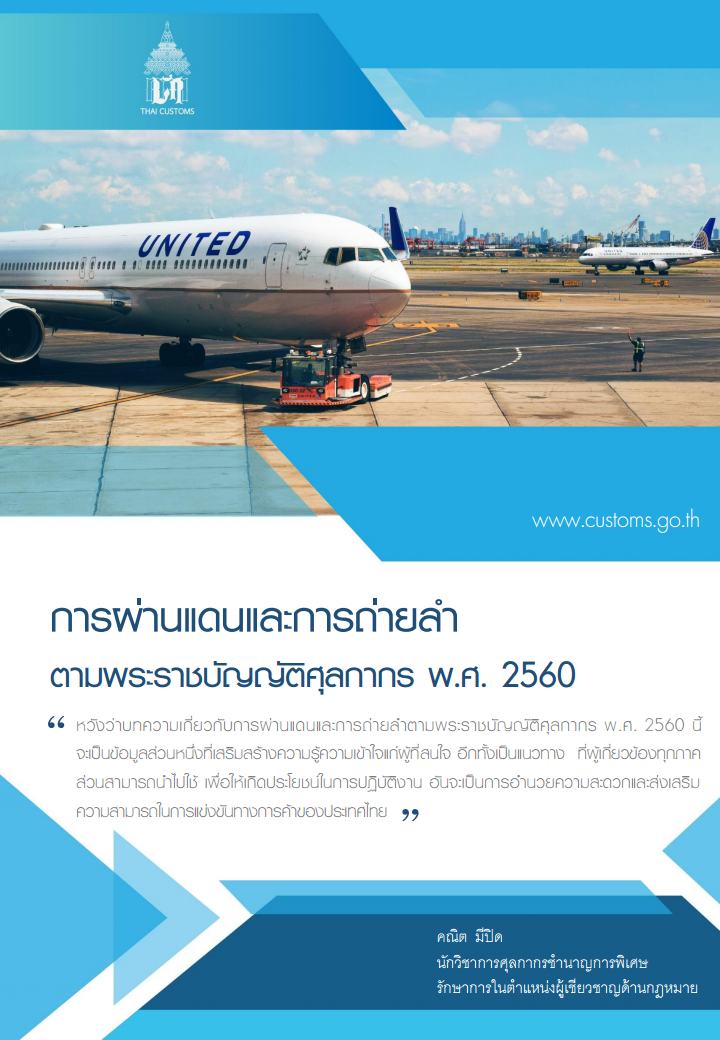 THAI CUSTOMS
UNITED
www.customs.go.th
การผ่านแดนและการถ่ายลำ
ตามพระราชบัญญัติศุลกากร พ.ศ. 2560
“ หวังว่าบทความเกี่ยวกับการผ่านแดนและการถ่ายลำตามพระราชบัญญัติศุลกากร พ.ศ. 2560 นี้
จะเป็นข้อมูลส่วนหนึ่งที่เสริมสร้างความรู้ความเข้าใจแก่ผู้ที่สนใจ อีกทั้งเป็นแนวทาง ที่ผู้เกี่ยวข้องทุกภาค
ส่วนสามารถนำไปใช้ เพื่อให้เกิดประโยชน์ในการปฏิบัติงาน อันจะเป็นการอำนวยความสะดวกและส่งเสริม
ความสามารถในการแข่งขันทางการค้าของประเทศไทย ”
คณิต มีปิด
นักวิชาการศุลกากรชำนาญการพิเศษ
รักษาการในตำแหน่งผู้เชี่ยวชาญด้านกฎหมาย